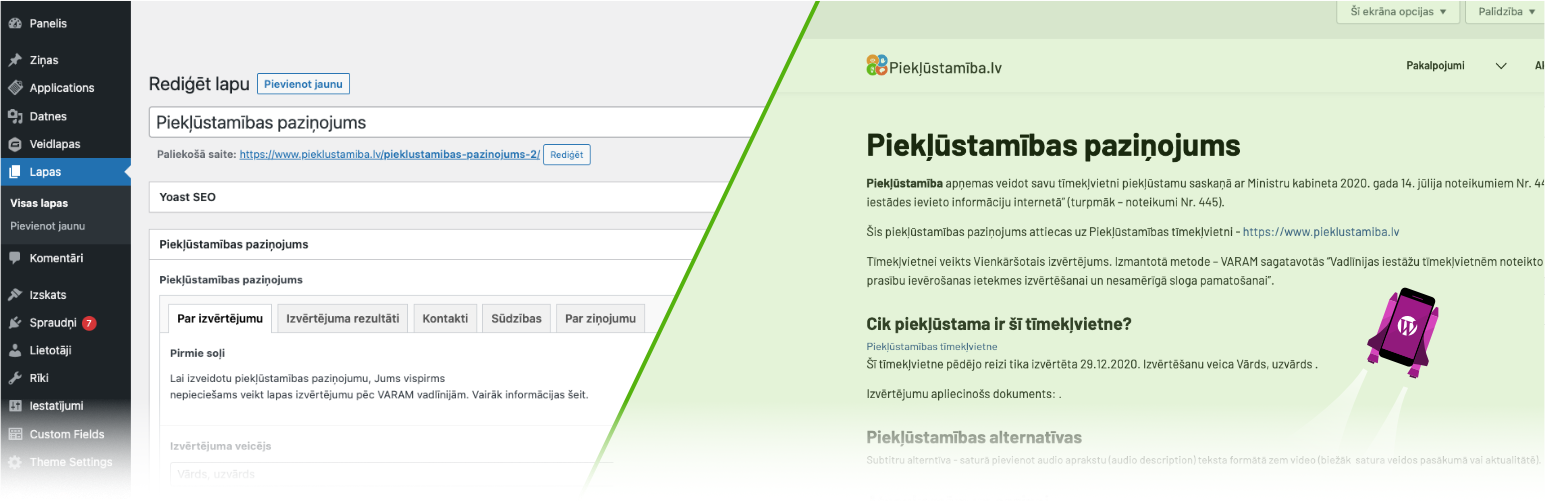 Panelis
Ziņas
Applications
Datnes
Veidlapas
Lapas
Visas lapas
Pievienot jaunu
Komentāri
Izskats
Spraudņi 7
Lietotāji
Rīki
Iestatījumi
Custom Fields
Theme Settings
Rediģēt lapu Pievienot jaunu
Piekļūstamības paziņojums
Paliekošā saite: https://www.pieklustamiba.lv/pieklustamibas-pazinojums-2/ Rediģēt
Yoast SEO
Piekļūstamības paziņojums
Piekļūstamības paziņojums
Par izvērtējumu Izvērtējuma rezultāti Kontakti Sūdzības Par ziņojumu
Pirmie soļi
Lai izveidotu piekļūstamības paziņojumu, Jums vispirms
nepieciešams veikt lapas izvērtējumu pēc VARAM vadlīnijām. Vairāk informācijas šeit.
Izvērtējuma veicējs
Vārds, uzvārds
Šī ekrāna opcijas ▼ Palīdzība ▼
Piekļūstamība.lv Pakalpojumi
Piekļūstamības paziņojums
Piekļūstamība apņemas veidot savu tīmekļvietni piekļūstamu saskaņā ar Ministru kabineta 2020. gada 14. jūlija noteikumiem Nr. 44
iestādes ievieto informāciju internetā" (turpmāk – noteikumi Nr. 445).
Šis piekļūstamības paziņojums attiecas uz Piekļūstamības tīmekļvietni - https://www.pieklustamiba.lv
Tīmekļvietnei veikts Vienkāršotais izvērtējums. Izmantotā metode – VARAM sagatavotās "Vadlīnijas iestāžu tīmekļvietnēm noteikto
prasību ievērošanas ietekmes izvērtēšanai un nesamērīgā sloga pamatošanai".
Cik piekļūstama ir šī tīmekļvietne?
Piekļūstamības tīmekļvietne
Šī tīmekļvietne pēdējo reizi tika izvērtēta 29.12.2020. Izvērtēšanu veica Vārds, uzvārds .
Izvērtējumu apliecinošs dokuments: .
Piekļūstamības alternatīvas
Subtitru alterntīva - saturā pievienot audio aprakstu (audio description) teksta formātā zem video (biežāk satura veidos pasākumā vai aktualitātē).